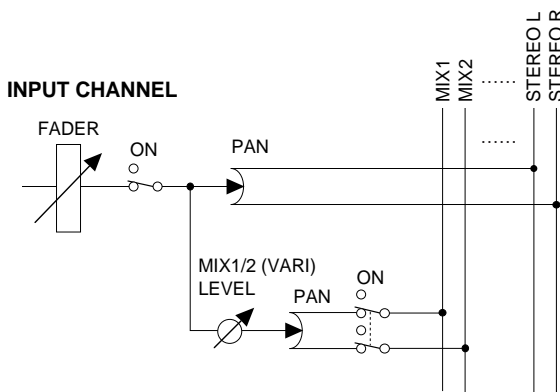 INPUT CHANNEL
FADER
ON
PAN
MIX1
MIX2
......
STEREO L
STEREO R
......
MIX1/2 (VARI)
LEVEL
PAN
ON